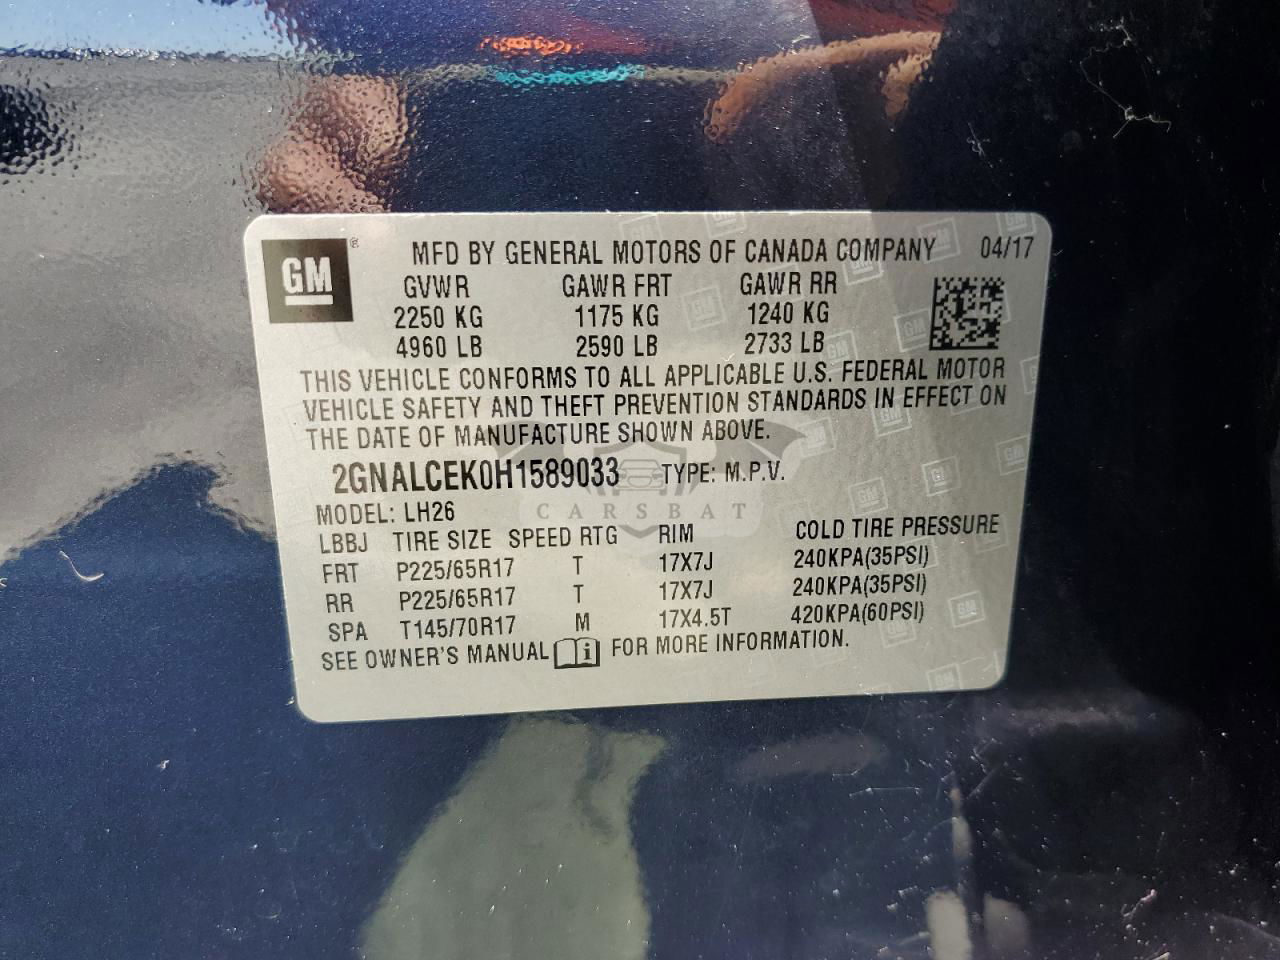 GM® MFD BY GENERAL MOTORS OF CANADA COMPANY 04/17
GVWR GAWR FRT GAWR RR
2250 KG 1175 KG 1240 KG
4960 LB 2590 LB 2733 LB
THIS VEHICLE CONFORMS TO ALL APPLICABLE U.S. FEDERAL MOTOR
VEHICLE SAFETY AND THEFT PREVENTION STANDARDS IN EFFECT ON
THE DATE OF MANUFACTURE SHOWN ABOVE.
2GNALCEK0H1589033 TYPE: M.P.V.
CARSBAT
MODEL: LH26
LBBJ TIRE SIZE SPEED RTG RIM COLD TIRE PRESSURE
FRT P225/65R17 T 17X7J 240KPA(35PSI)
RR P225/65R17 T 17X7J 240KPA(35PSI)
SPA T145/70R17 M 17X4.5T 420KPA(60PSI)
SEE OWNER'S MANUAL i FOR MORE INFORMATION.